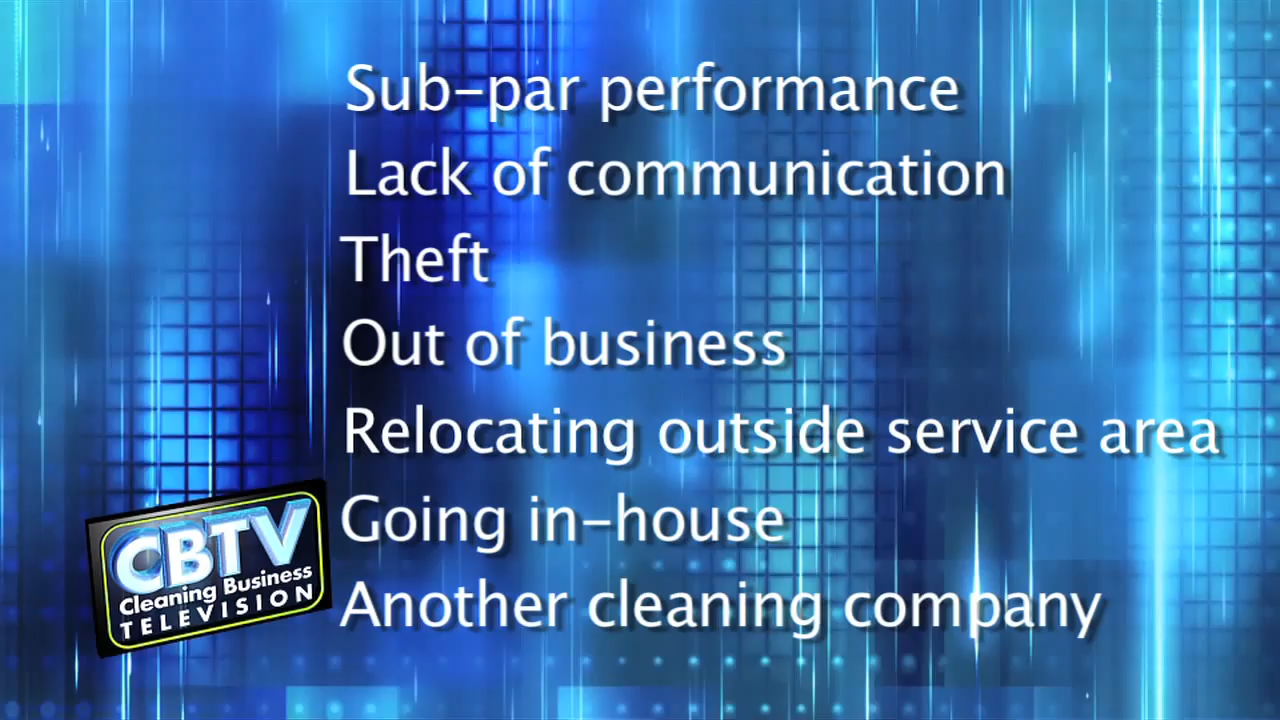 Sub-par performance
Lack of communication
Theft
Out of business
Relocating outside service area
Going in-house
Another cleaning company
CBTV
Cleaning Business
TELEVISION